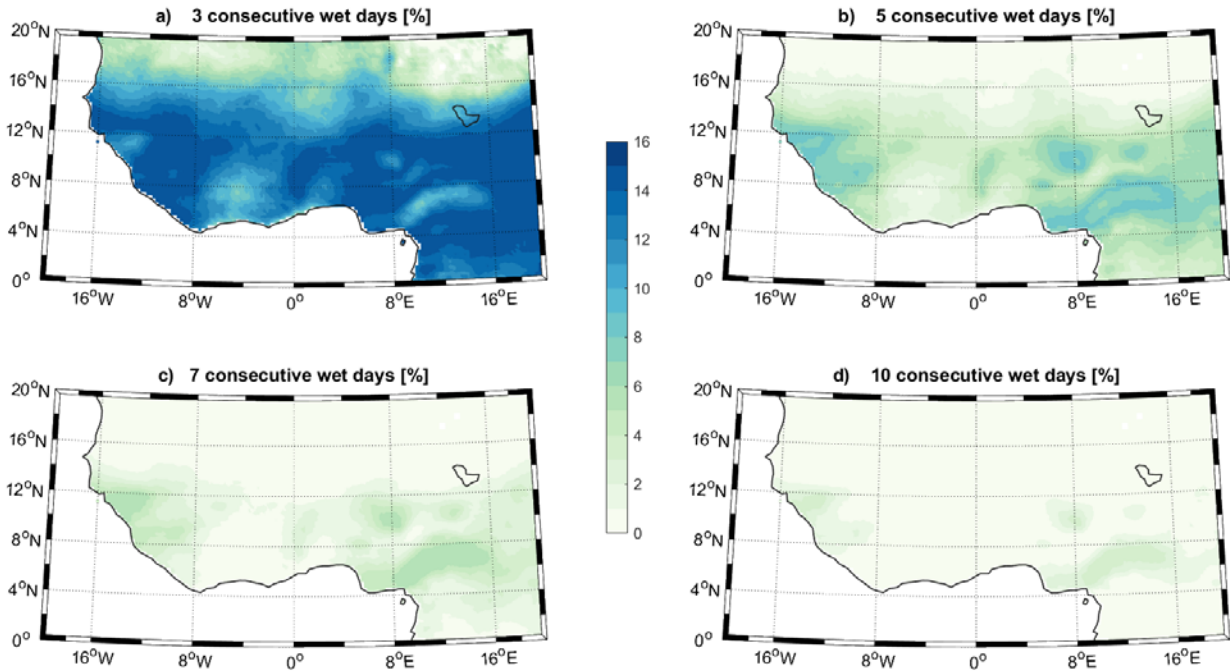 a) 3 consecutive wet days [%]
20°N
16°N
12°N
8°N
4°N
0°
16°W
8°W
0°
8°E
16°E
b) 5 consecutive wet days [%]
20°N
16°N
12°N
8°N
4°N
0°
16°W
8°W
0°
8°E
16°E
16
14
12
10
8
6
4
2
0
c) 7 consecutive wet days [%]
20°N
16°N
12°N
8°N
4°N
0°
16°W
8°W
0°
8°E
16°E
d) 10 consecutive wet days [%]
20°N
16°N
12°N
8°N
4°N
0°
16°W
8°W
0°
8°E
16°E